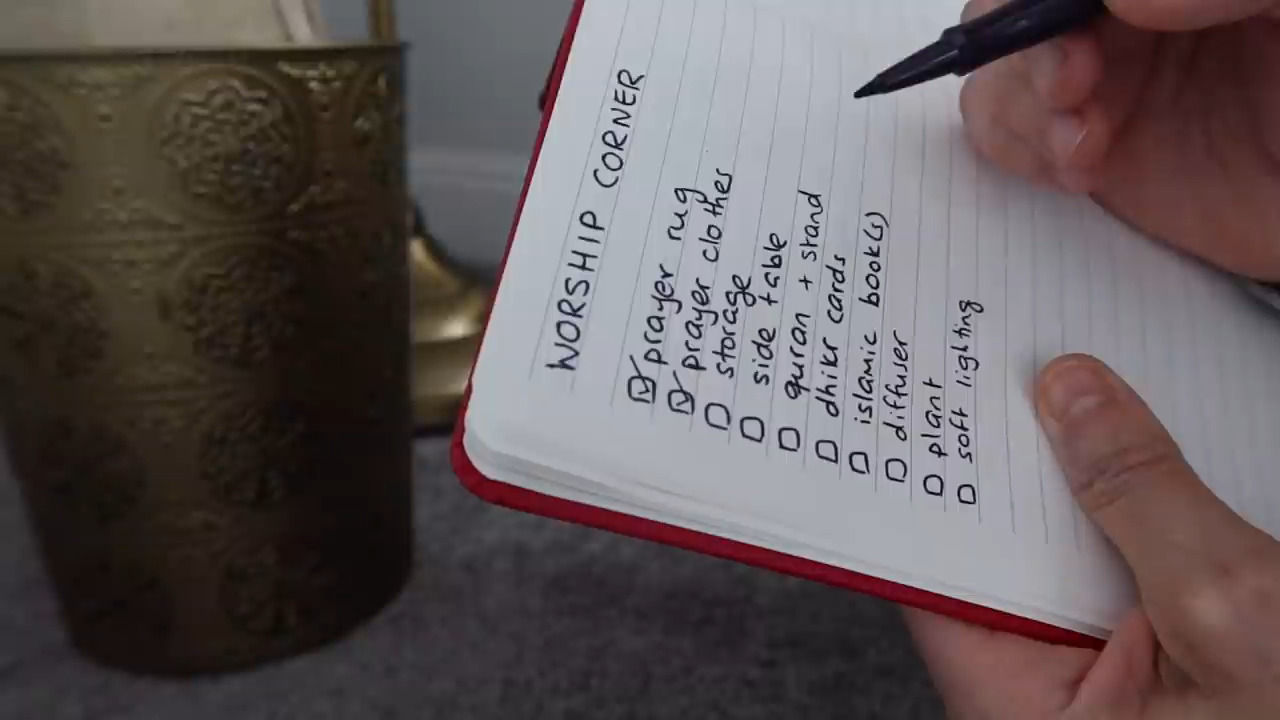 WORSHIP CORNER
☑ prayer rug
☑ prayer clothes
☐ storage
☐ side table
☐ quran + stand
☐ dhikr cards
☐ islamic book(s)
☐ diffuser
☐ plant
☐ soft lighting